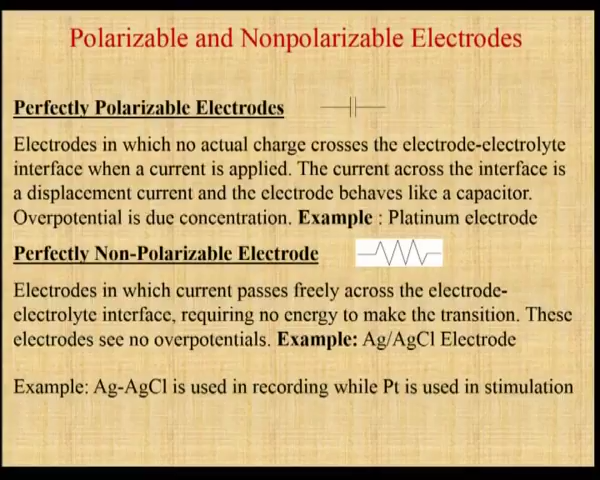 Polarizable and Nonpolarizable Electrodes
Perfectly Polarizable Electrodes
Electrodes in which no actual charge crosses the electrode-electrolyte
interface when a current is applied. The current across the interface is
a displacement current and the electrode behaves like a capacitor.
Overpotential is due concentration. Example : Platinum electrode
Perfectly Non-Polarizable Electrode
Electrodes in which current passes freely across the electrode-
electrolyte interface, requiring no energy to make the transition. These
electrodes see no overpotentials. Example: Ag/AgCl Electrode
Example: Ag-AgCl is used in recording while Pt is used in stimulation